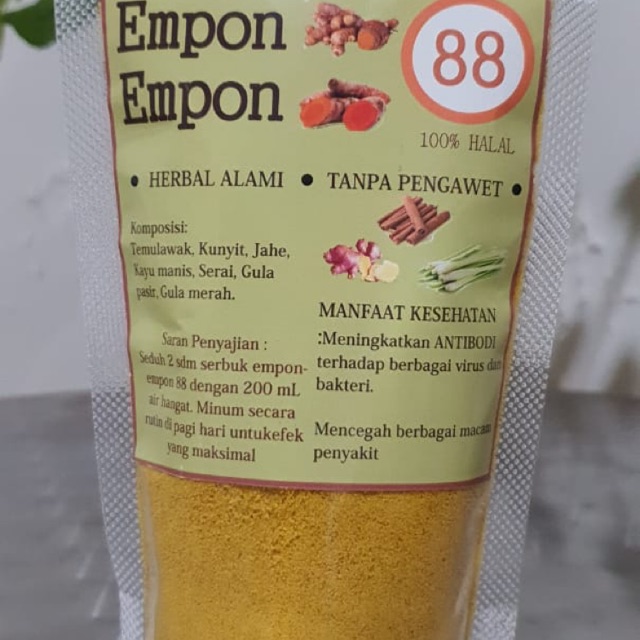 Empon
Empon
88
100% HALAL
• HERBAL ALAMI • TANPA PENGAWET •
Komposisi:
Temulawak, Kunyit, Jahe,
Kayu manis, Serai, Gula
pasir, Gula merah.
Saran Penyajian :
Seduh 2 sdm serbuk empon-
empon 88 dengan 200 mL
air hangat. Minum secara
rutin di pagi hari untukefek
yang maksimal
MANFAAT KESEHATAN
:Meningkatkan ANTIBODI
terhadap berbagai virus dan
bakteri.
Mencegah berbagai macam
penyakit